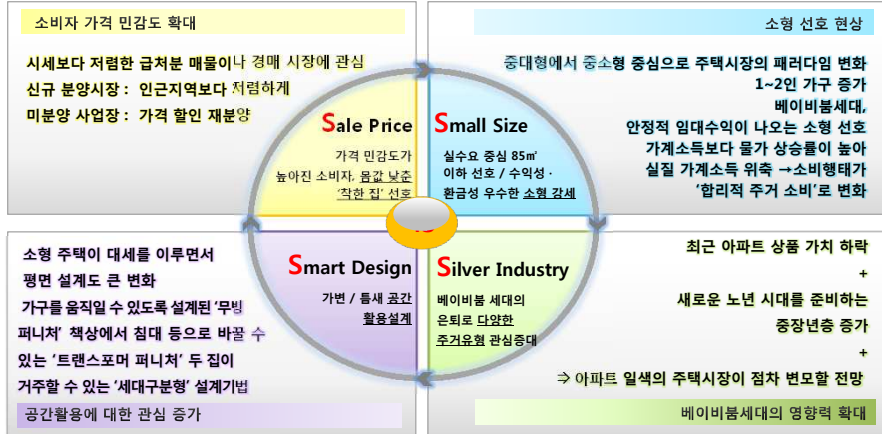 소비자 가격 민감도 확대
시세보다 저렴한 급처분 매물이나 경매 시장에 관심
신규 분양시장 : 인근지역보다 저렴하게
미분양 사업장 : 가격 할인 재분양
Sale Price
가격 민감도가
높아진 소비자, 몸값 낮춘
‘착한 집’ 선호
소형 선호 현상
중대형에서 중소형 중심으로 주택시장의 패러다임 변화
1~2인 가구 증가
베이비붐세대,
안정적 임대수익이 나오는 소형 선호
가계소득보다 물가 상승률이 높아
실질 가계소득 위축 →소비행태가
‘합리적 주거 소비’로 변화
Small Size
실수요 중심 85㎡
이하 선호 / 수익성 ·
환금성 우수한 소형 강세
소형 주택이 대세를 이루면서
평면 설계도 큰 변화
가구를 움직일 수 있도록 설계된 ‘무빙
퍼니처’ 책상에서 침대 등으로 바꿀 수
있는 ‘트랜스포머 퍼니처’ 두 집이
거주할 수 있는 ‘세대구분형’ 설계기법
공간활용에 대한 관심 증가
Smart Design
가변 / 틈새 공간
활용설계
Silver Industry
베이비붐 세대의
은퇴로 다양한
주거유형 관심증대
최근 아파트 상품 가치 하락
+
새로운 노년 시대를 준비하는
중장년층 증가
+
⇒ 아파트 일색의 주택시장이 점차 변모할 전망
베이비붐세대의 영향력 확대